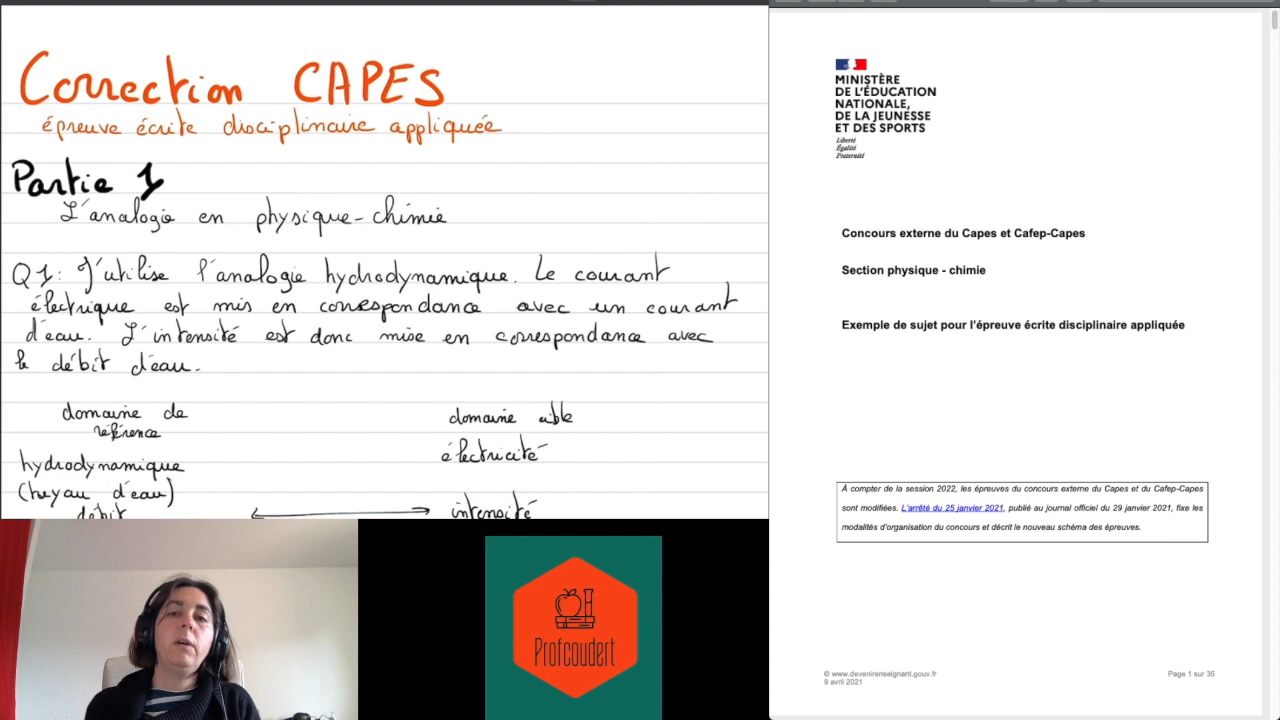 Correction CAPES
épreuve écrite disciplinaire appliquée
Partie 1
L'analogie en physique-chimie
Q1: J'utilise l'analogie hydrodynamique. Le courant
électrique est mis en correspondance avec un courant
d'eau. L'intensité est donc mise en correspondance avec
le débit d'eau.
domaine de
référence
hydrodynamique
(tuyau d'eau)
débit
domaine cible
électricité
intensité
Profcoudert
MINISTÈRE
DE L'ÉDUCATION
NATIONALE,
DE LA JEUNESSE
ET DES SPORTS
Liberté
Égalité
Fraternité
Concours externe du Capes et Cafep-Capes
Section physique - chimie
Exemple de sujet pour l'épreuve écrite disciplinaire appliquée
À compter de la session 2022, les épreuves du concours externe du Capes et du Cafep-Capes
sont modifiées. L'arrêté du 25 janvier 2021, publié au journal officiel du 29 janvier 2021, fixe les
modalités d'organisation du concours et décrit le nouveau schéma des épreuves.
© www.devenirenseignant.gouv.fr
9 avril 2021
Page 1 sur 35